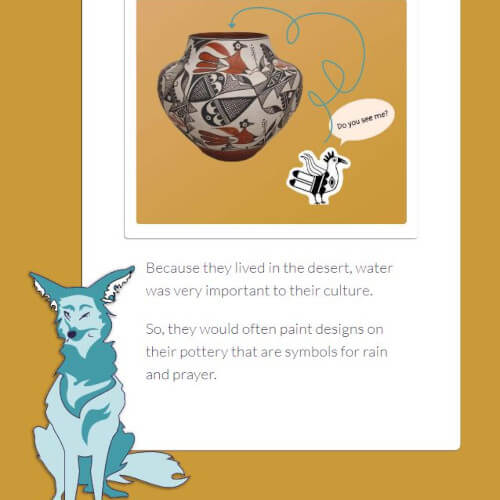 Do you see me?
Because they lived in the desert, water
was very important to their culture.
So, they would often paint designs on
their pottery that are symbols for rain
and prayer.